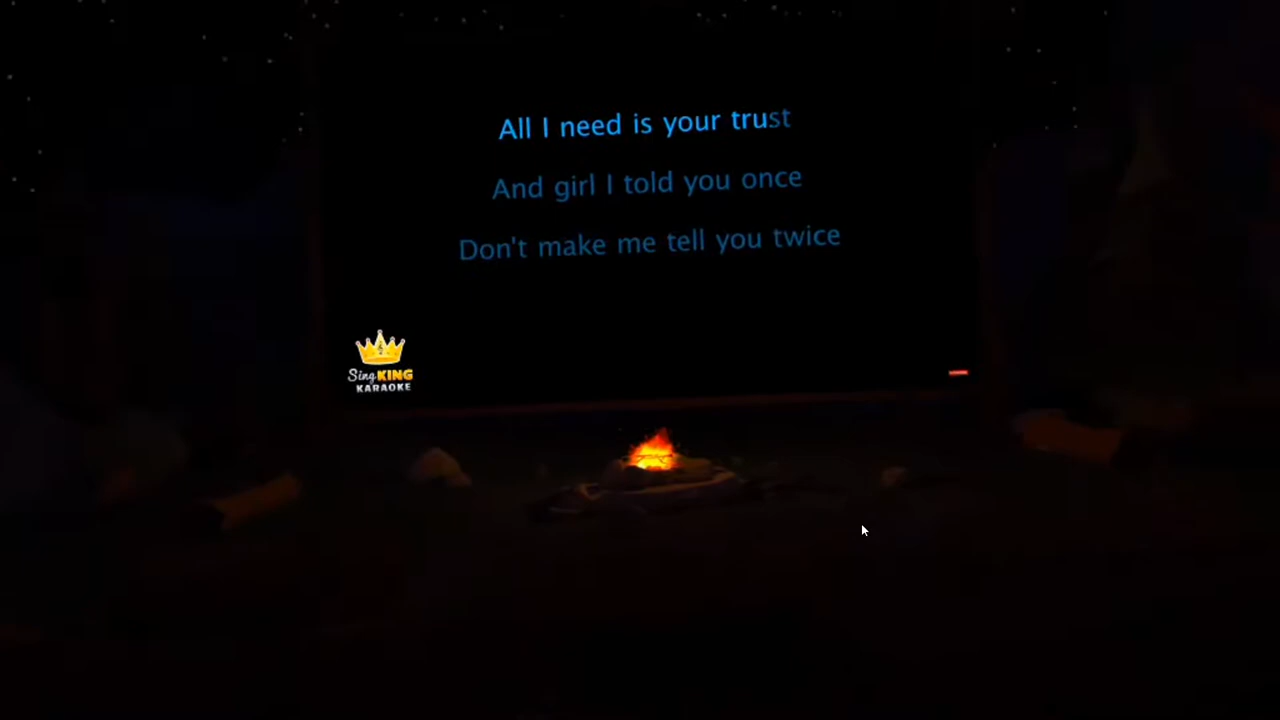 All I need is your trust
And girl I told you once
Don't make me tell you twice
Sing KING
KARAOKE